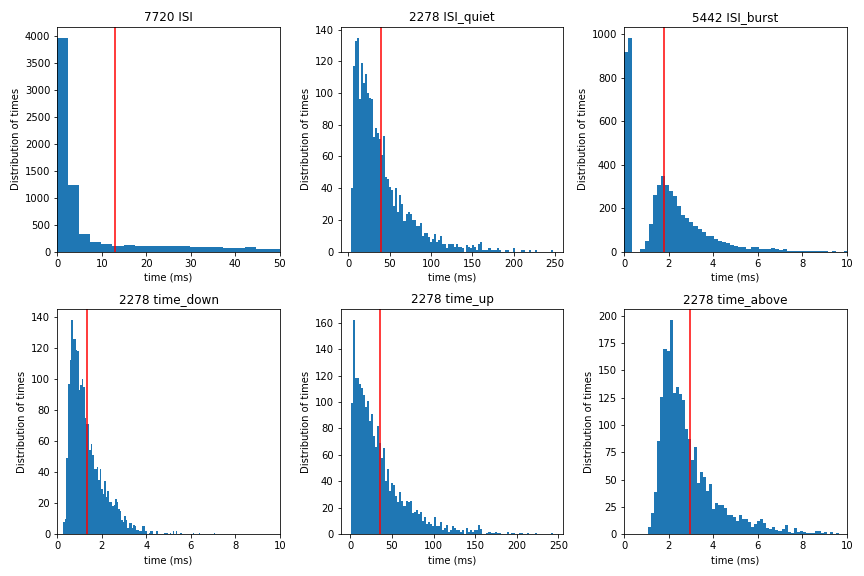 7720 ISI
Distribution of times
4000
3500
3000
2500
2000
1500
1000
500
0
0 10 20 30 40 50
time (ms)
2278 ISI_quiet
Distribution of times
140
120
100
80
60
40
20
0
0 50 100 150 200 250
time (ms)
5442 ISI_burst
Distribution of times
1000
800
600
400
200
0
0 2 4 6 8 10
time (ms)
2278 time_down
Distribution of times
140
120
100
80
60
40
20
0
0 2 4 6 8 10
time (ms)
2278 time_up
Distribution of times
160
140
120
100
80
60
40
20
0
0 50 100 150 200 250
time (ms)
2278 time_above
Distribution of times
200
175
150
125
100
75
50
25
0
0 2 4 6 8 10
time (ms)